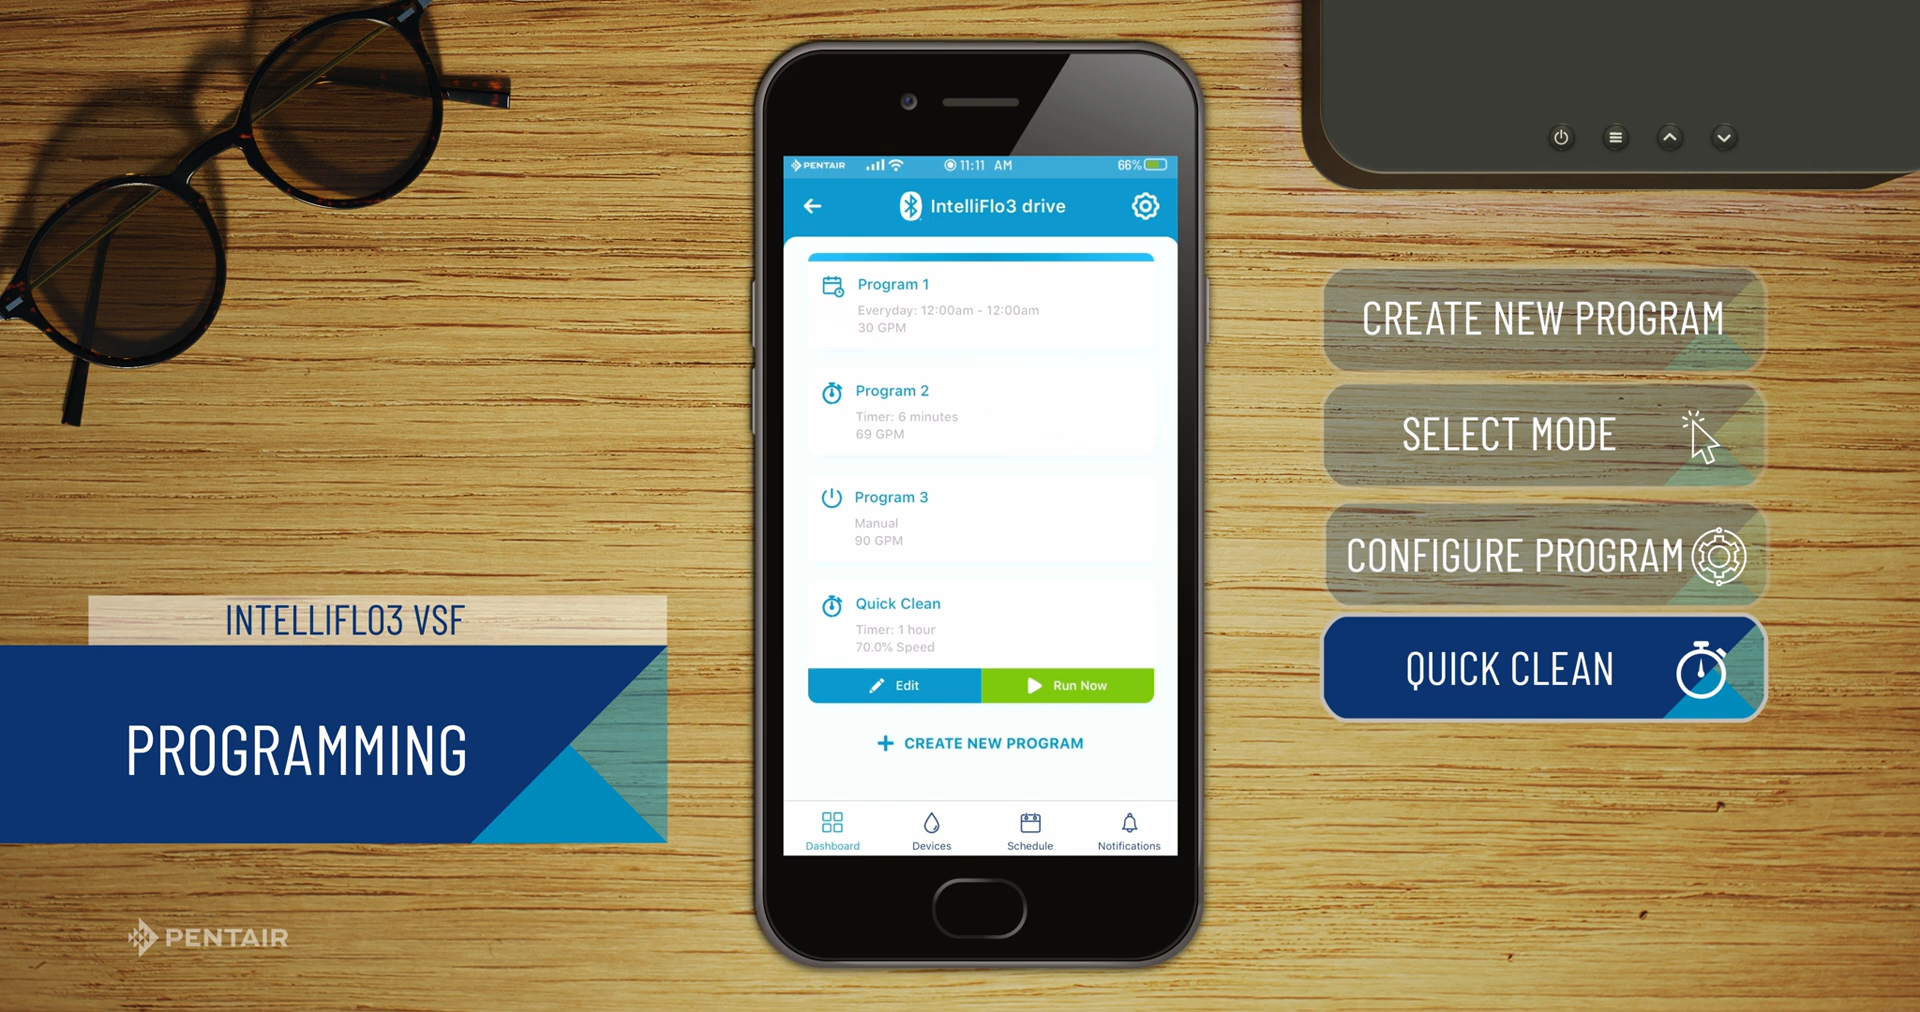 PENTAIR
11:11 AM
66%
IntelliFlo3 drive
Program 1
Everyday: 12:00am - 12:00am
30 GPM
Program 2
Timer: 6 minutes
69 GPM
Program 3
Manual
90 GPM
Quick Clean
Timer: 1 hour
70.0% Speed
Edit
Run Now
CREATE NEW PROGRAM
Dashboard
Devices
Schedule
Notifications
CREATE NEW PROGRAM
SELECT MODE
CONFIGURE PROGRAM
QUICK CLEAN
INTELLIFLO3 VSF
PROGRAMMING
PENTAIR